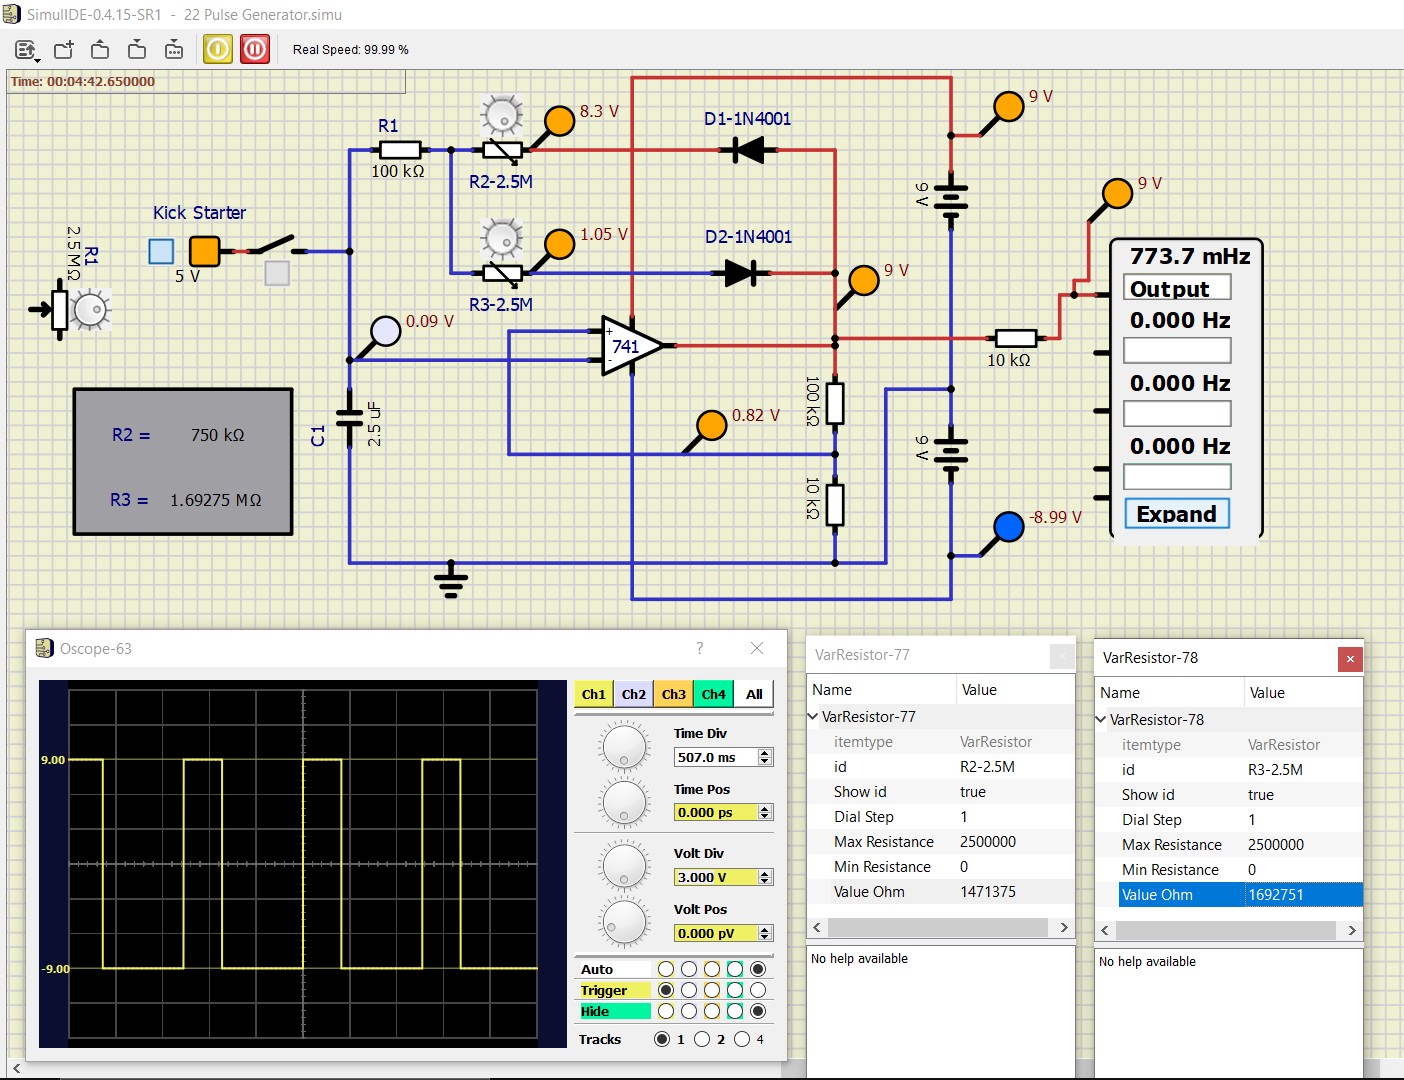 SimulIDE-0.4.15-SR1 - 22 Pulse Generator.simu
Real Speed: 99.99 %
Time: 00:04:42.650000
R1
100 kΩ
8.3 V
R2-2.5M
D1-1N4001
9 V
9 V
9 V
Kick Starter
5 V
2.5 MΩ
R1
1.05 V
R3-2.5M
D2-1N4001
9 V
0.09 V
+
741
-
10 kΩ
773.7 mHz
Output
0.000 Hz
0.000 Hz
0.000 Hz
Expand
R2 = 750 kΩ
R3 = 1.69275 MΩ
C1
2.5 uF
0.82 V
100 kΩ
10 kΩ
9 V
-8.99 V
Oscope-63
?
9.00
-9.00
Ch1 Ch2 Ch3 Ch4 All
Time Div
507.0 ms
Time Pos
0.000 ps
Volt Div
3.000 V
Volt Pos
0.000 pV
Auto
Trigger
Hide
Tracks 1 2 4
VarResistor-77
Name Value
VarResistor-77
itemtype VarResistor
id R2-2.5M
Show id true
Dial Step 1
Max Resistance 2500000
Min Resistance 0
Value Ohm 1471375
No help available
VarResistor-78
Name Value
VarResistor-78
itemtype VarResistor
id R3-2.5M
Show id true
Dial Step 1
Max Resistance 2500000
Min Resistance 0
Value Ohm 1692751
No help available